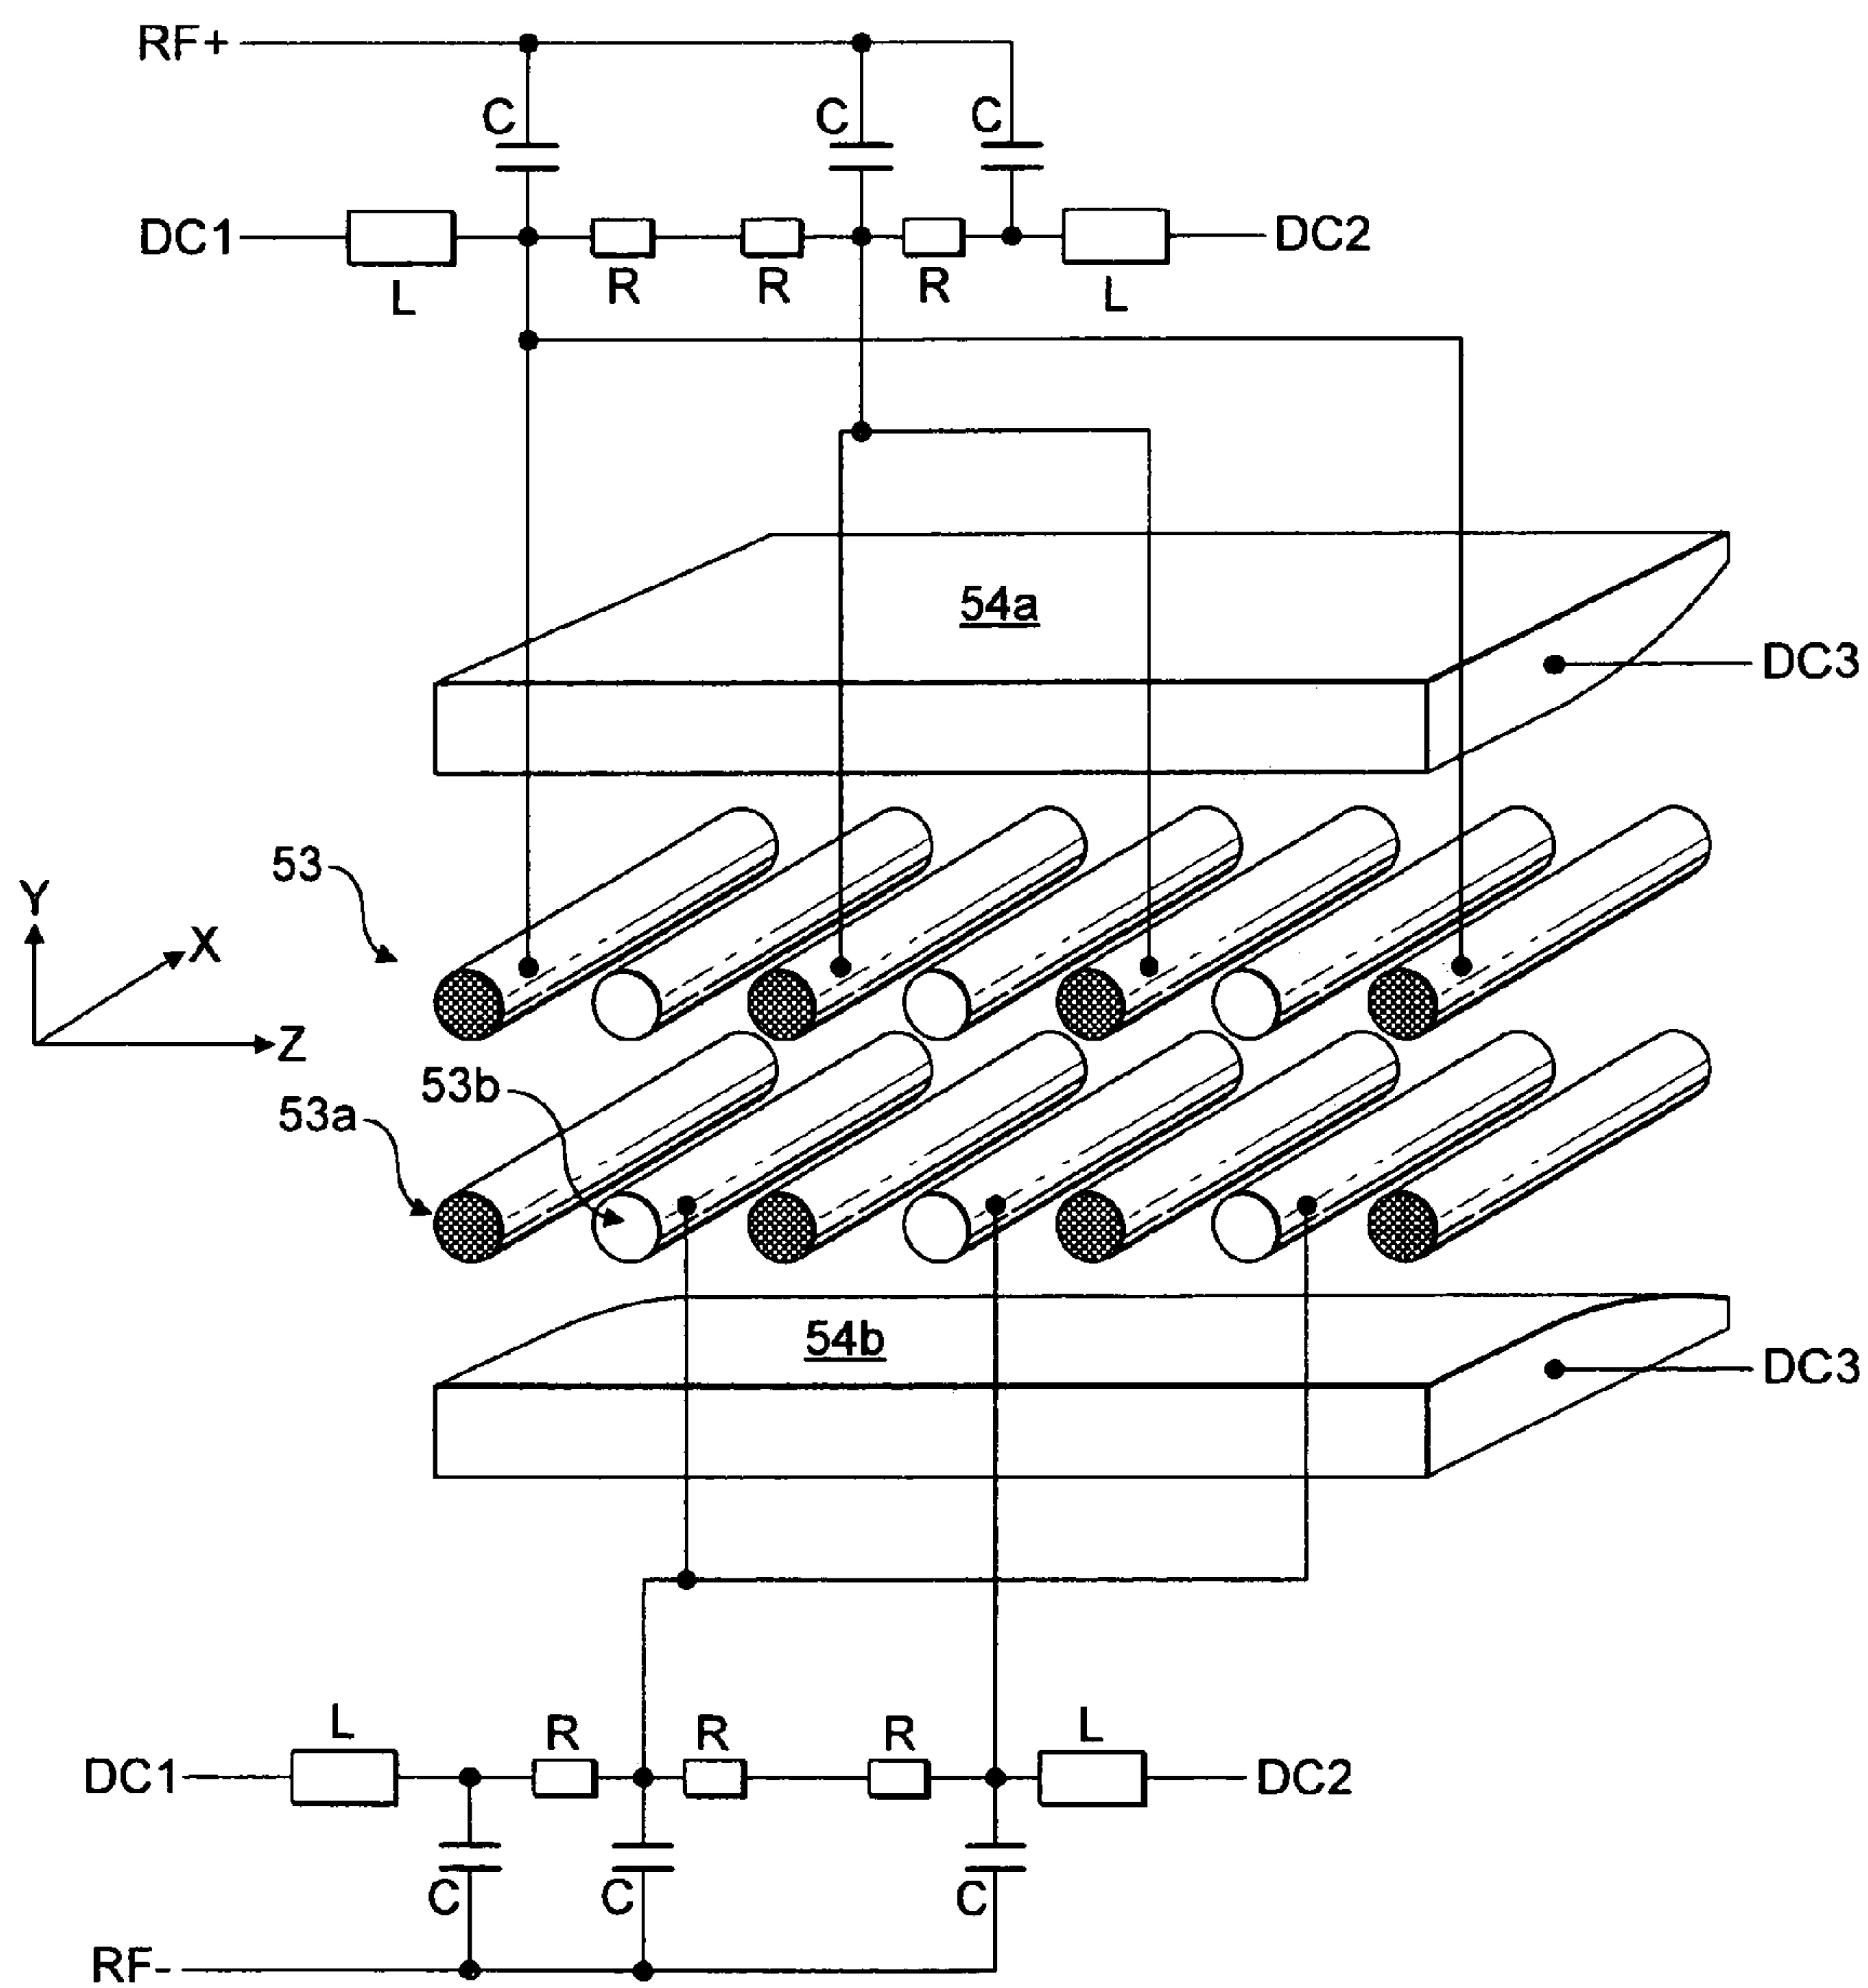 RF+
C C C
DC1 DC2
L R R R L
54a
DC3
53
Y
X
Z
53b
53a
54b
DC3
L R R R L
DC1 DC2
C C C
RF-